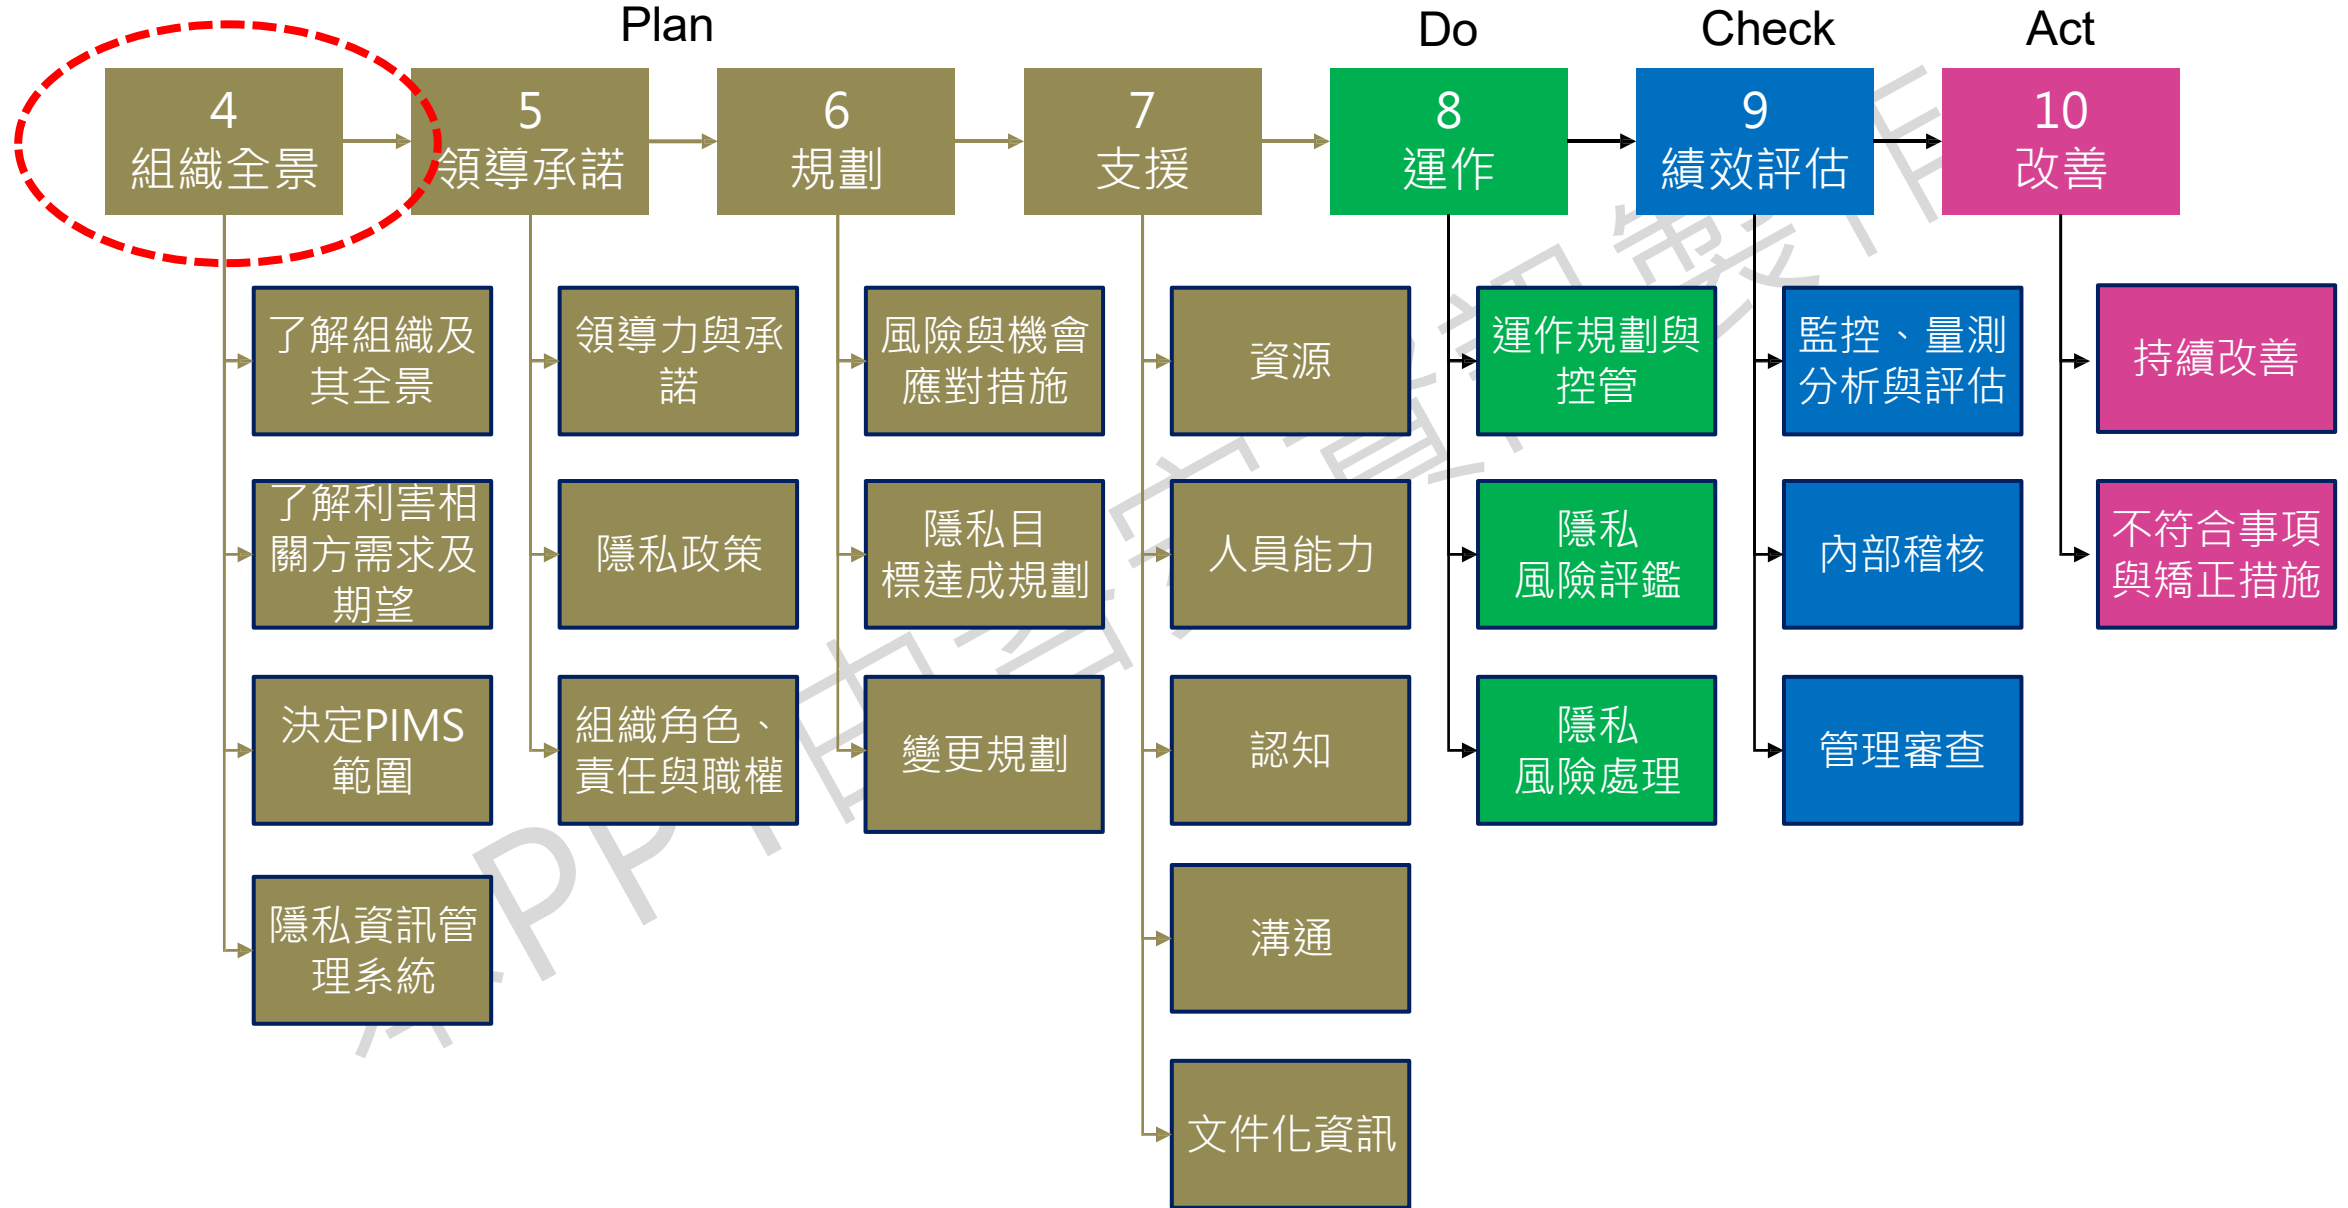 Plan
Do
Check
Act
4
組織全景
5
領導承諾
6
規劃
7
支援
8
運作
9
績效評估
10
改善
了解組織及
其全景
了解利害相
關方需求及
期望
決定PIMS
範圍
隱私資訊管
理系統
領導力與承
諾
隱私政策
組織角色、
責任與職權
風險與機會
應對措施
隱私目
標達成規劃
變更規劃
資源
人員能力
認知
溝通
文件化資訊
運作規劃與
控管
隱私
風險評鑑
隱私
風險處理
監控、量測
分析與評估
內部稽核
管理審查
持續改善
不符合事項
與矯正措施